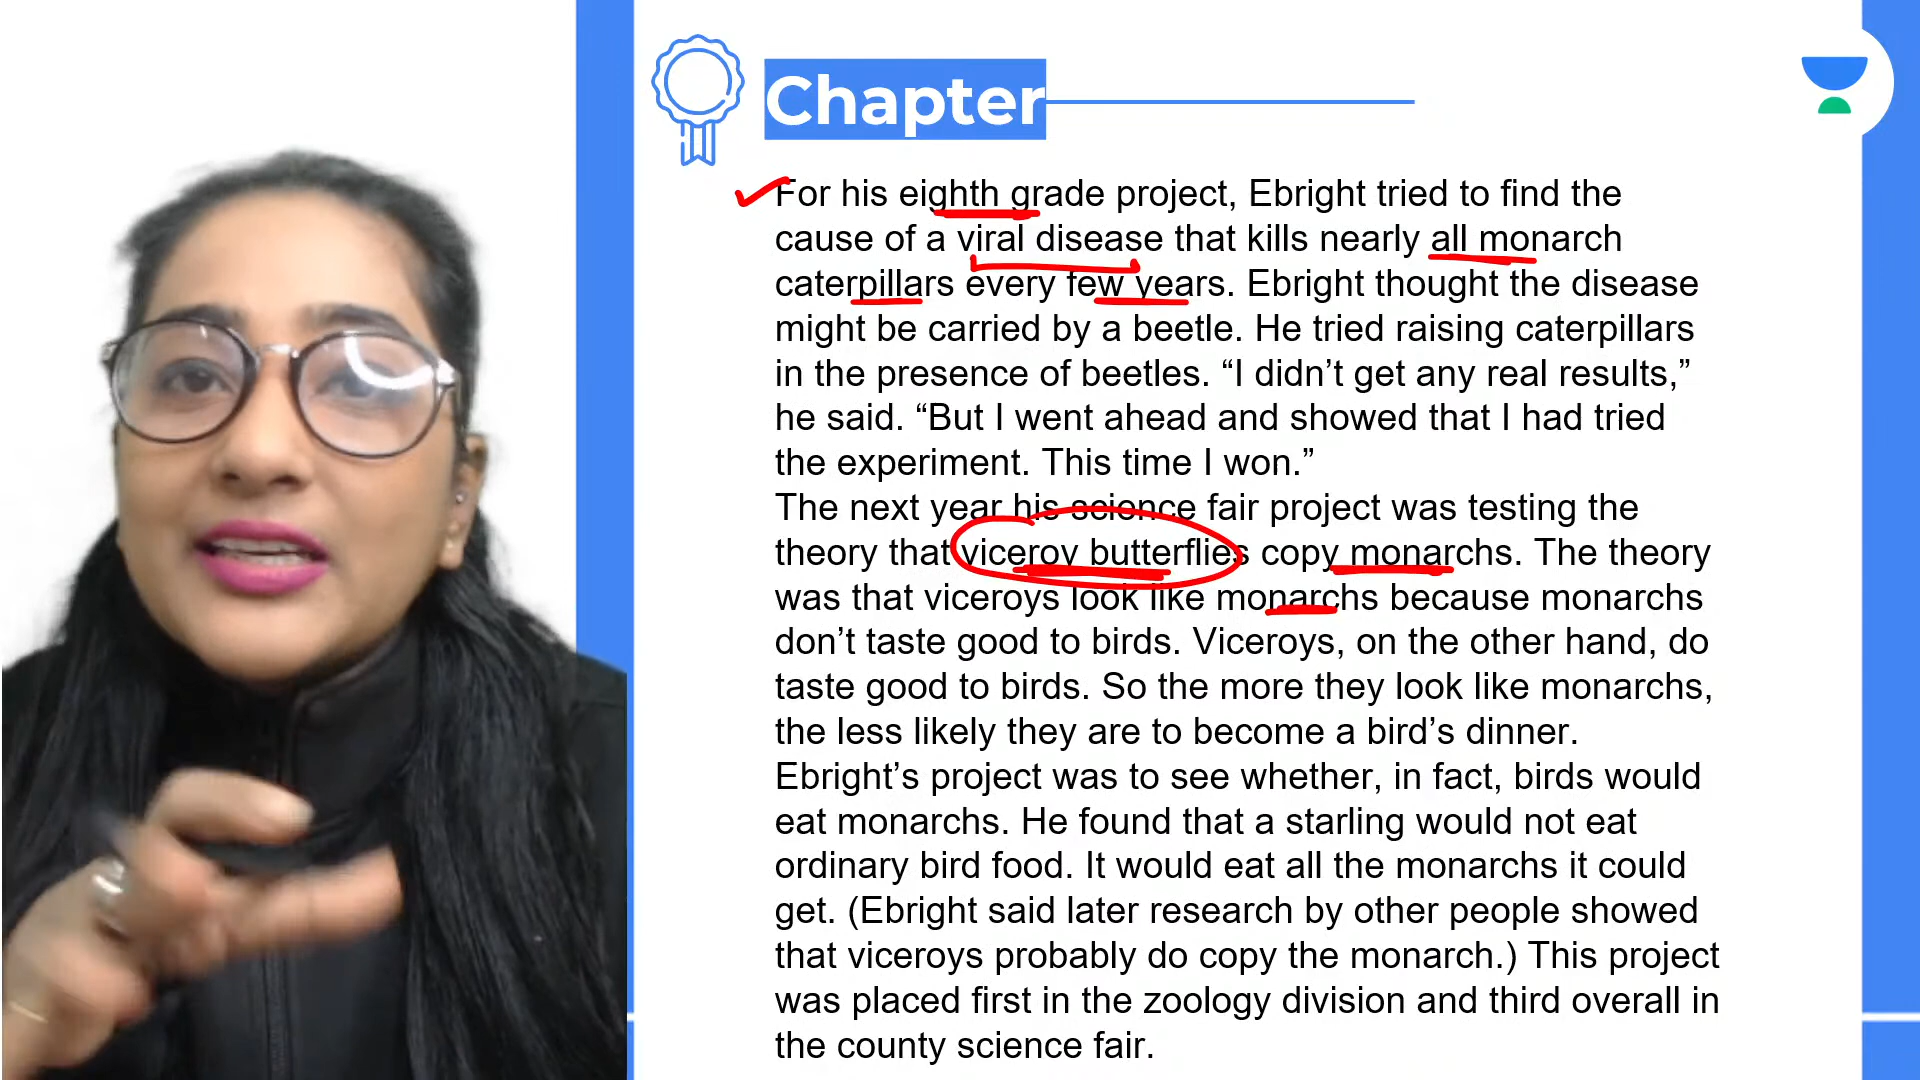 Chapter
For his eighth grade project, Ebright tried to find the
cause of a viral disease that kills nearly all monarch
caterpillars every few years. Ebright thought the disease
might be carried by a beetle. He tried raising caterpillars
in the presence of beetles. “I didn’t get any real results,”
he said. “But I went ahead and showed that I had tried
the experiment. This time I won.”
The next year his science fair project was testing the
theory that viceroy butterflies copy monarchs. The theory
was that viceroys look like monarchs because monarchs
don’t taste good to birds. Viceroys, on the other hand, do
taste good to birds. So the more they look like monarchs,
the less likely they are to become a bird’s dinner.
Ebright’s project was to see whether, in fact, birds would
eat monarchs. He found that a starling would not eat
ordinary bird food. It would eat all the monarchs it could
get. (Ebright said later research by other people showed
that viceroys probably do copy the monarch.) This project
was placed first in the zoology division and third overall in
the county science fair.